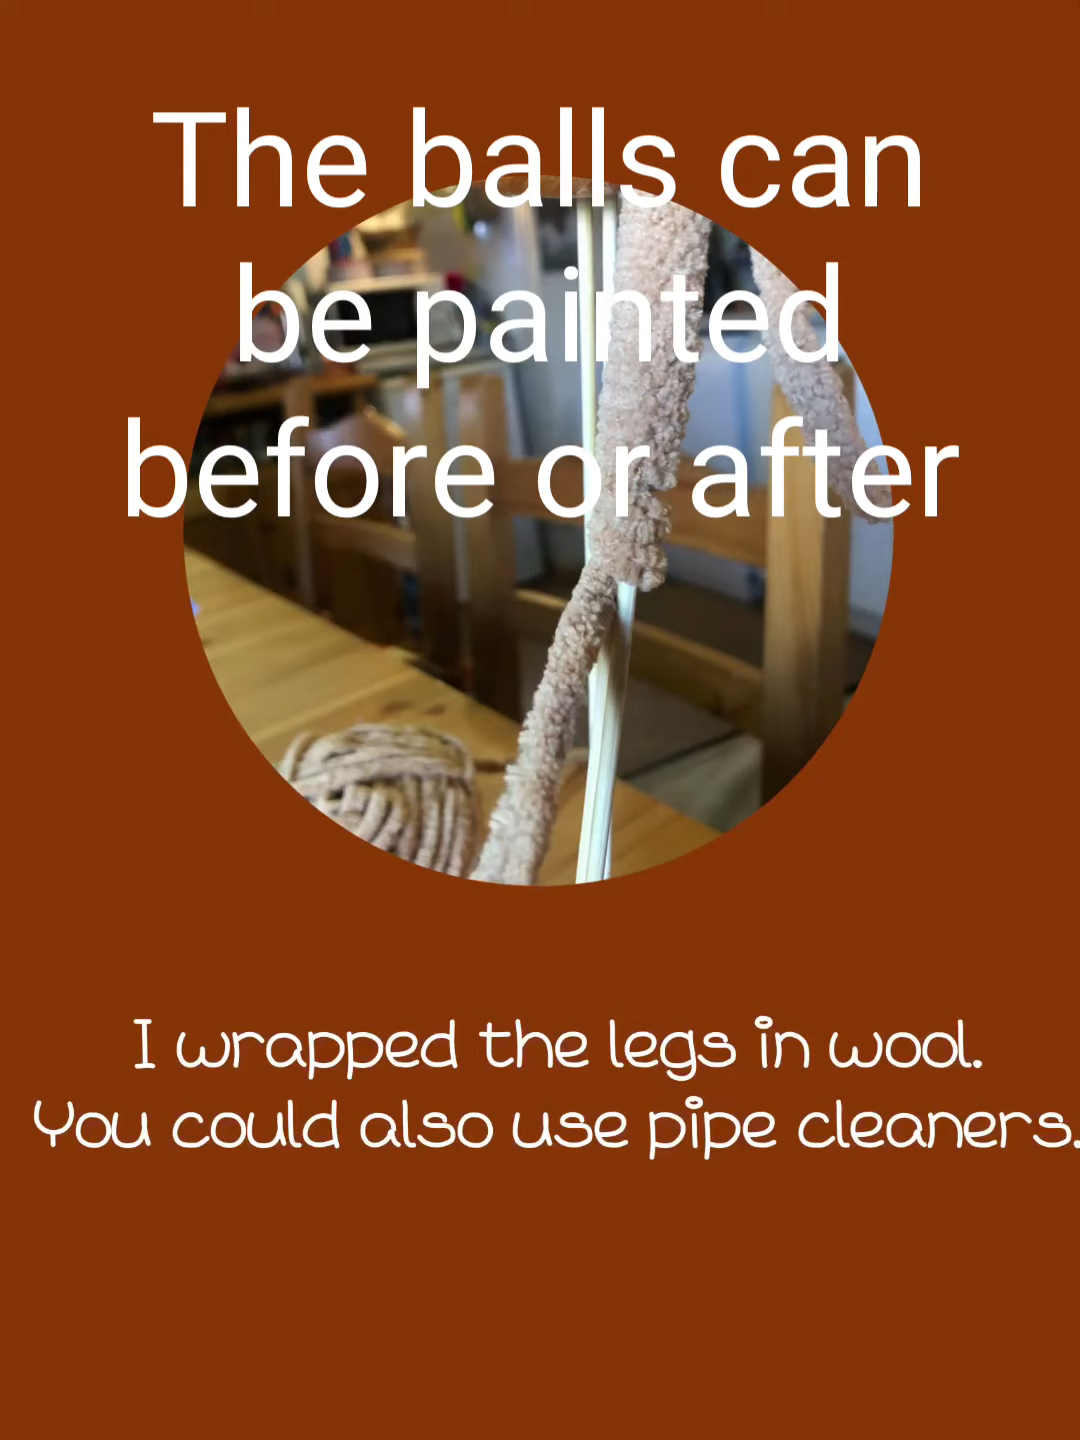 The balls can
be painted
before or after
I wrapped the legs in wool.
You could also use pipe cleaners.